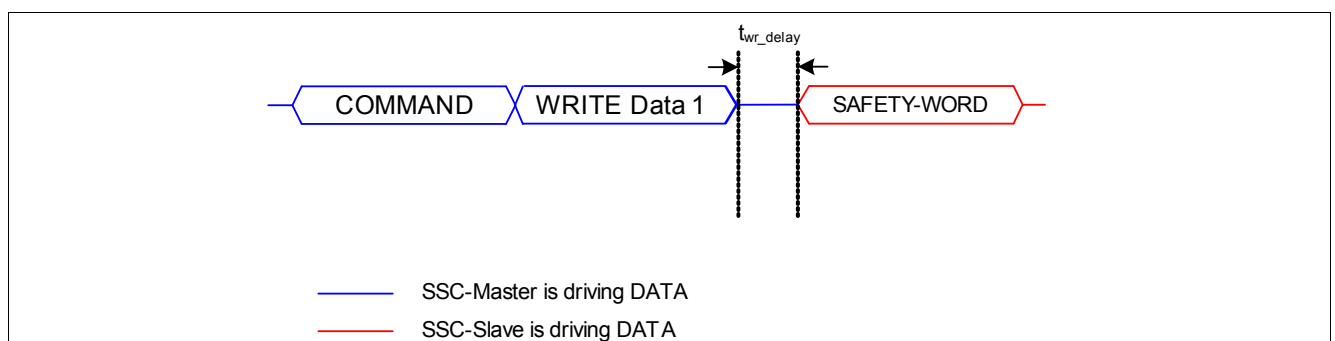 twr_delay
COMMAND WRITE Data 1 SAFETY-WORD
SSC-Master is driving DATA
SSC-Slave is driving DATA